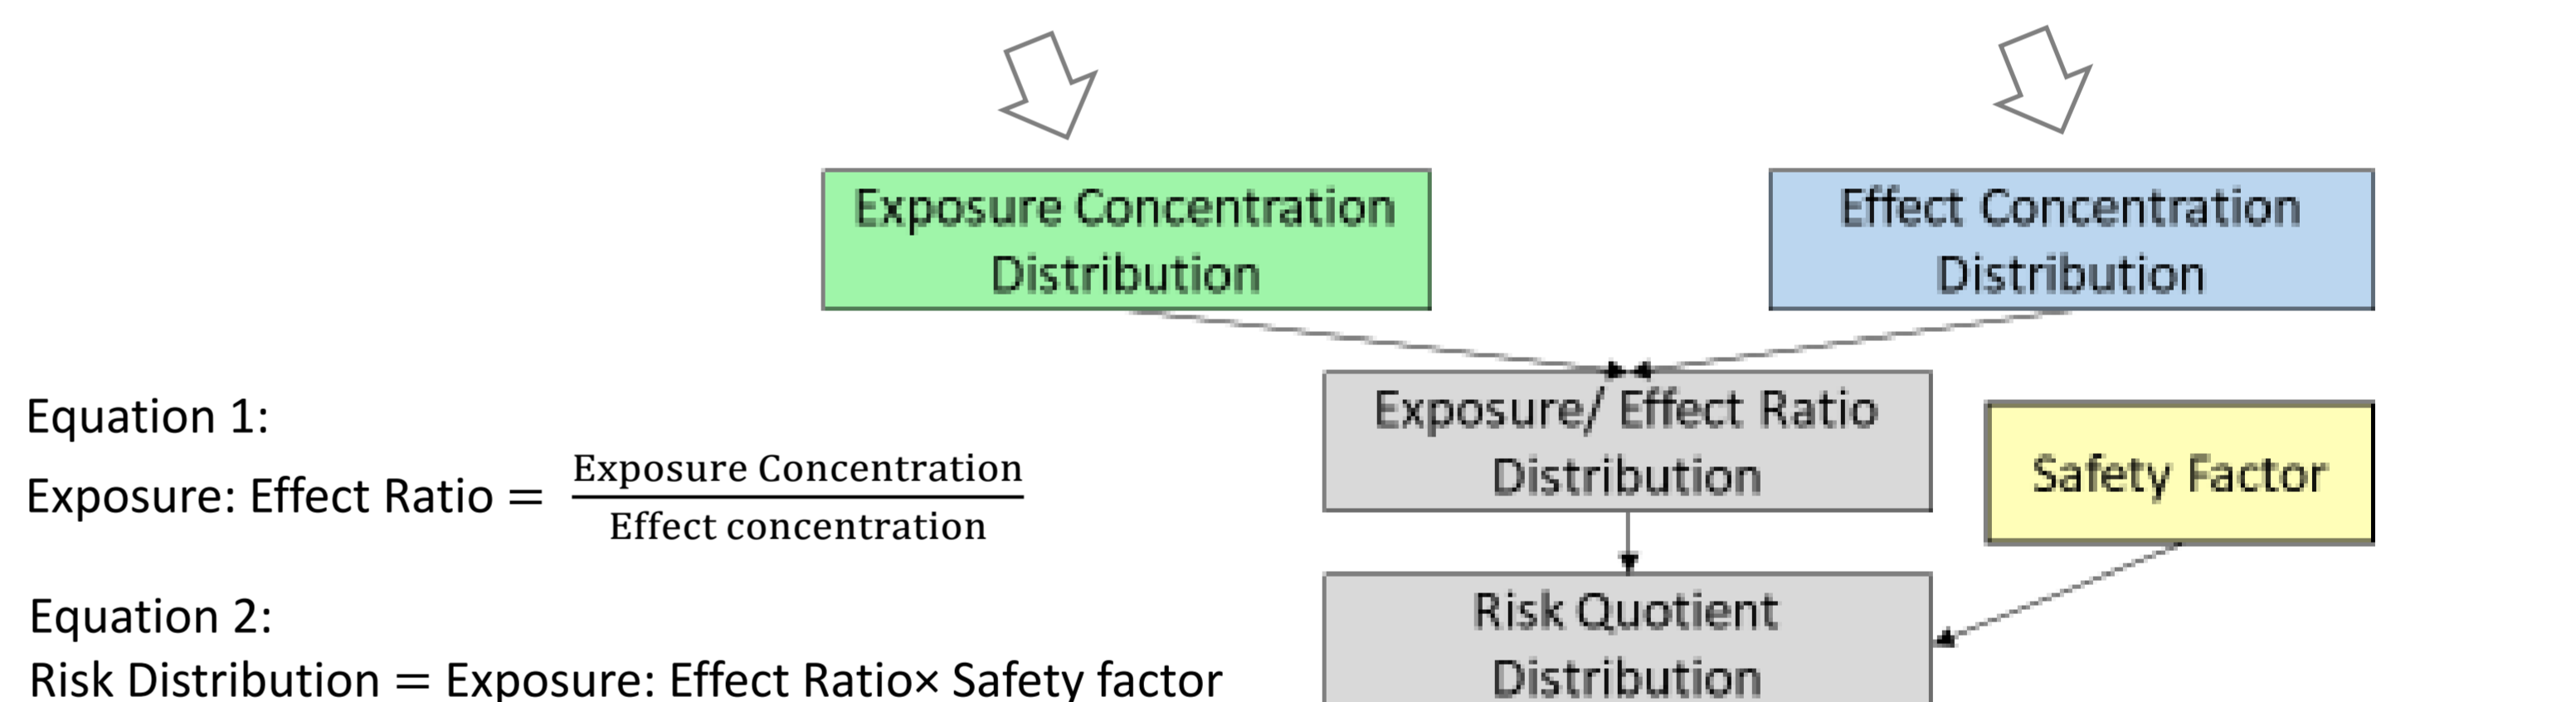 Exposure Concentration
Distribution
Effect Concentration
Distribution
Exposure/ Effect Ratio
Distribution
Safety Factor
Risk Quotient
Distribution
Equation 1:
Exposure: Effect Ratio = Exposure Concentration / Effect concentration
Equation 2:
Risk Distribution = Exposure: Effect Ratio× Safety factor